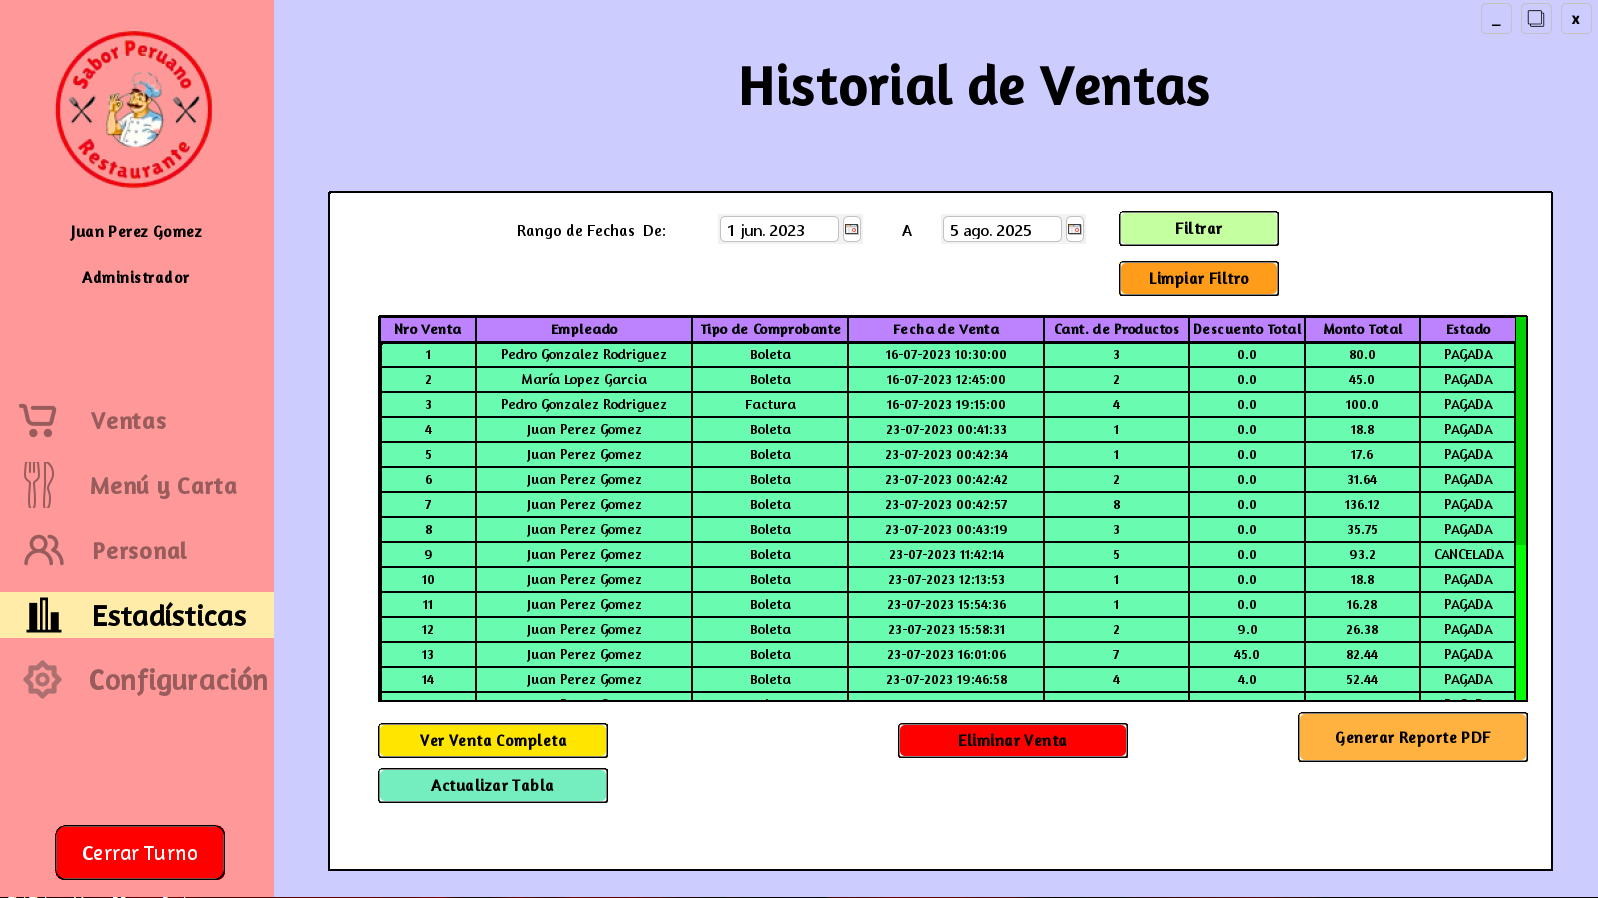 _ x
Sabor Peruano
Restaurante
Historial de Ventas
Juan Perez Gomez
Administrador
Rango de Fechas De: 1 jun. 2023 A 5 ago. 2025 Filtrar
Limpiar Filtro
Nro Venta Empleado Tipo de Comprobante Fecha de Venta Cant. de Productos Descuento Total Monto Total Estado
1 Pedro Gonzalez Rodriguez Boleta 16-07-2023 10:30:00 3 0.0 80.0 PAGADA
2 María Lopez Garcia Boleta 16-07-2023 12:45:00 2 0.0 45.0 PAGADA
3 Pedro Gonzalez Rodriguez Factura 16-07-2023 19:15:00 4 0.0 100.0 PAGADA
4 Juan Perez Gomez Boleta 23-07-2023 00:41:33 1 0.0 18.8 PAGADA
5 Juan Perez Gomez Boleta 23-07-2023 00:42:34 1 0.0 17.6 PAGADA
6 Juan Perez Gomez Boleta 23-07-2023 00:42:42 2 0.0 31.64 PAGADA
7 Juan Perez Gomez Boleta 23-07-2023 00:42:57 8 0.0 136.12 PAGADA
8 Juan Perez Gomez Boleta 23-07-2023 00:43:19 3 0.0 35.75 PAGADA
9 Juan Perez Gomez Boleta 23-07-2023 11:42:14 5 0.0 93.2 CANCELADA
10 Juan Perez Gomez Boleta 23-07-2023 12:13:53 1 0.0 18.8 PAGADA
11 Juan Perez Gomez Boleta 23-07-2023 15:54:36 1 0.0 16.28 PAGADA
12 Juan Perez Gomez Boleta 23-07-2023 15:58:31 2 9.0 26.38 PAGADA
13 Juan Perez Gomez Boleta 23-07-2023 16:01:06 7 45.0 82.44 PAGADA
14 Juan Perez Gomez Boleta 23-07-2023 19:46:58 4 4.0 52.44 PAGADA
Ventas
Menú y Carta
Personal
Estadísticas
Configuración
Ver Venta Completa Eliminar Venta Generar Reporte PDF
Actualizar Tabla
Cerrar Turno